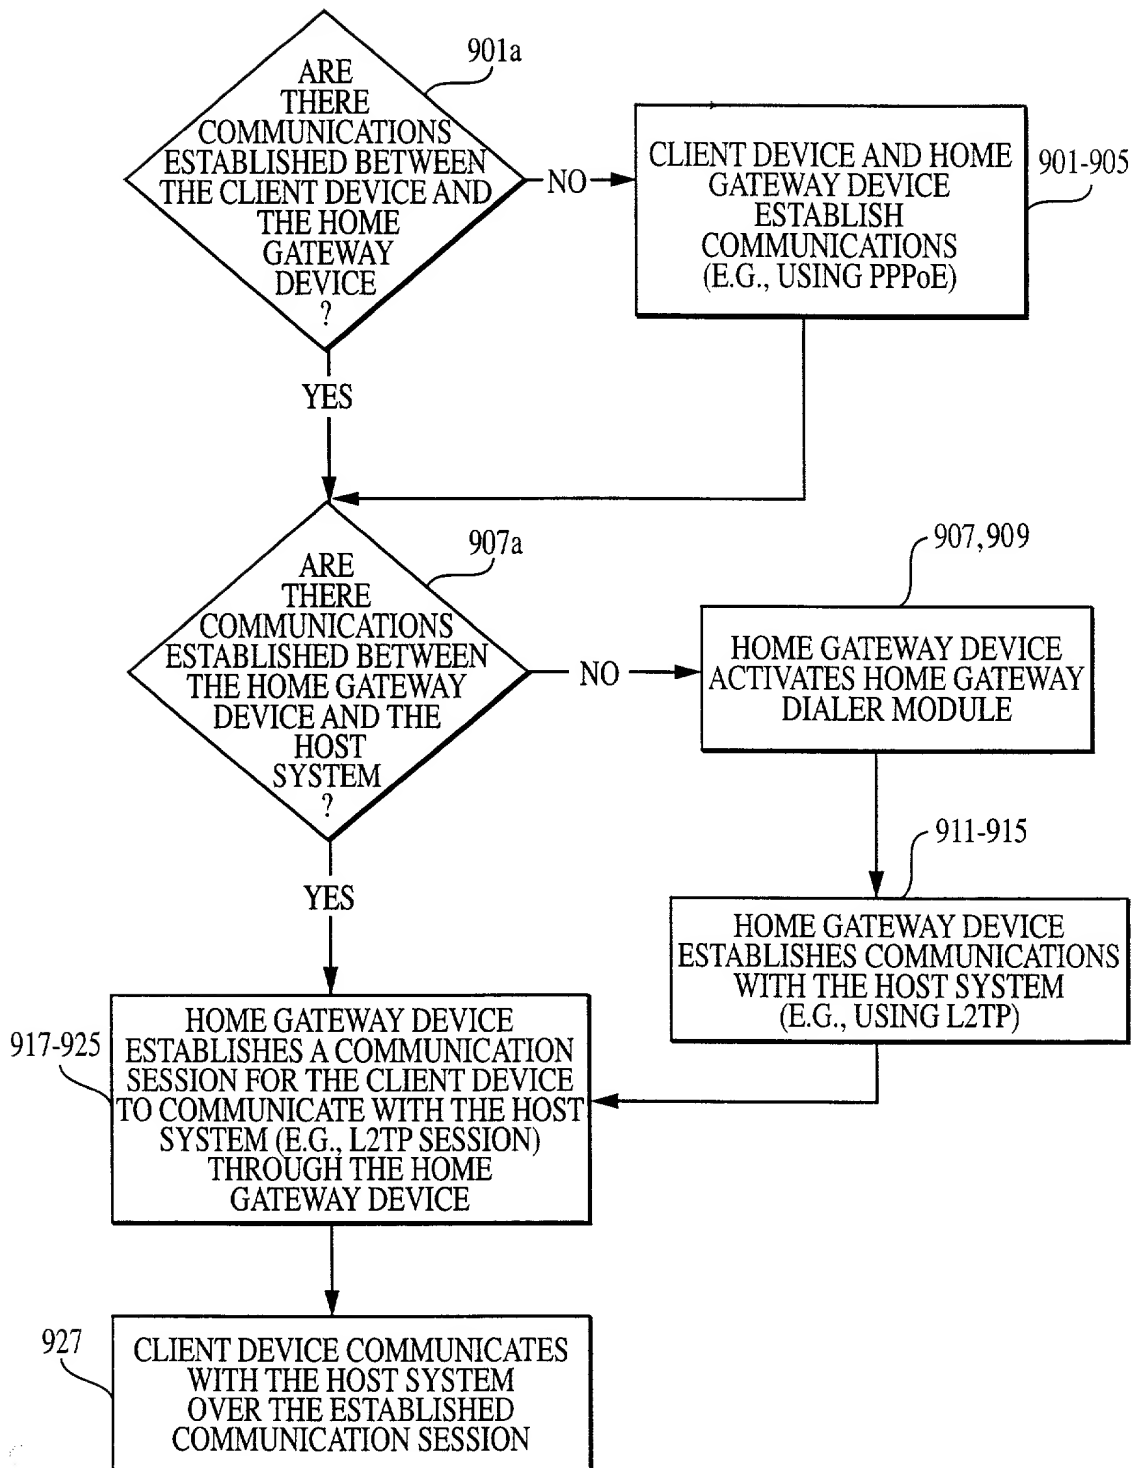 901a
ARE
THERE
COMMUNICATIONS
ESTABLISHED BETWEEN
THE CLIENT DEVICE AND
THE HOME
GATEWAY
DEVICE
?
NO
CLIENT DEVICE AND HOME
GATEWAY DEVICE
ESTABLISH
COMMUNICATIONS
(E.G., USING PPPoE)
901-905
YES
907a
ARE
THERE
COMMUNICATIONS
ESTABLISHED BETWEEN
THE HOME GATEWAY
DEVICE AND THE
HOST
SYSTEM
?
NO
907,909
HOME GATEWAY DEVICE
ACTIVATES HOME GATEWAY
DIALER MODULE
911-915
HOME GATEWAY DEVICE
ESTABLISHES COMMUNICATIONS
WITH THE HOST SYSTEM
(E.G., USING L2TP)
YES
917-925
HOME GATEWAY DEVICE
ESTABLISHES A COMMUNICATION
SESSION FOR THE CLIENT DEVICE
TO COMMUNICATE WITH THE HOST
SYSTEM (E.G., L2TP SESSION)
THROUGH THE HOME
GATEWAY DEVICE
927
CLIENT DEVICE COMMUNICATES
WITH THE HOST SYSTEM
OVER THE ESTABLISHED
COMMUNICATION SESSION